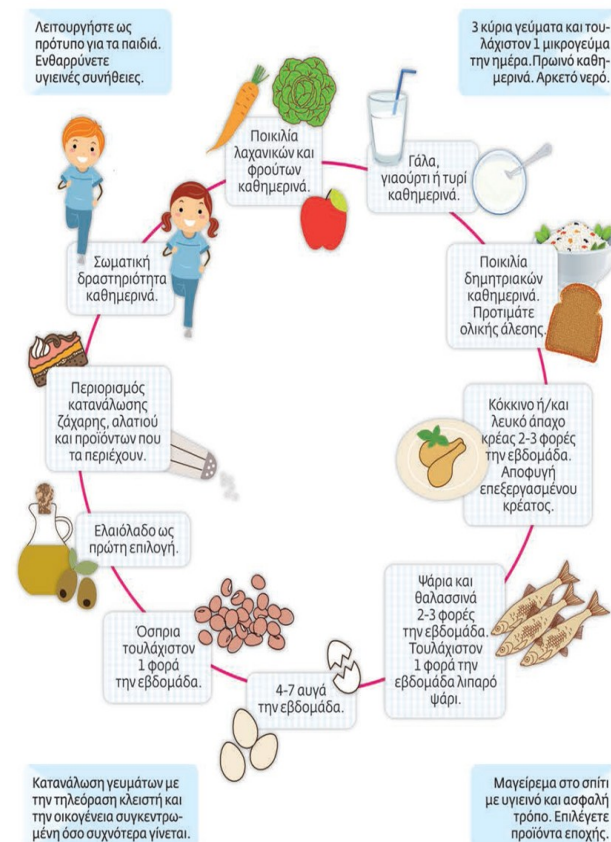 Λειτουργήστε ως
πρότυπο για τα παιδιά.
Ενθαρρύνετε
υγιεινές συνήθειες.
3 κύρια γεύματα και του-
λάχιστον 1 μικρογεύμα
την ημέρα.Πρωινό καθη-
μερινά. Αρκετό νερό.
Ποικιλία
λαχανικών και
φρούτων
καθημερινά.
Γάλα,
γιαούρτι ή τυρί
καθημερινά.
Ποικιλία
δημητριακών
καθημερινά.
Προτιμάτε
ολικής άλεσης.
Κόκκινο ή/και
λευκό άπαχο
κρέας 2-3 φορές
την εβδομάδα.
Αποφυγή
επεξεργασμένου
κρέατος.
Ψάρια και
θαλασσινά
2-3 φορές
την εβδομάδα.
Τουλάχιστον
1 φορά την
εβδομάδα λιπαρό
ψάρι.
4-7 αυγά
την εβδομάδα.
Όσπρια
τουλάχιστον
1 φορά
την εβδομάδα.
Ελαιόλαδο ως
πρώτη επιλογή.
Περιορισμός
κατανάλωσης
ζάχαρης, αλατιού
και προϊόντων που
τα περιέχουν.
Σωματική
δραστηριότητα
καθημερινά.
Κατανάλωση γευμάτων με
την τηλεόραση κλειστή και
την οικογένεια συγκεντρω-
μένη όσο συχνότερα γίνεται.
Μαγείρεμα στο σπίτι
με υγιεινό και ασφαλή
τρόπο. Επιλέγετε
προϊόντα εποχής.